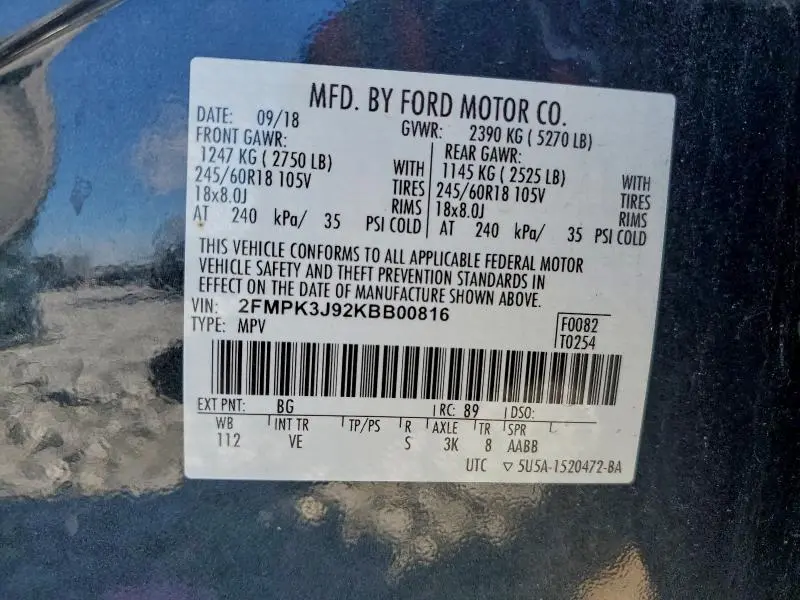 MFD. BY FORD MOTOR CO.
DATE: 09/18 GVWR: 2390 KG ( 5270 LB)
FRONT GAWR: REAR GAWR:
1247 KG ( 2750 LB) WITH 1145 KG ( 2525 LB) WITH
245/60R18 105V TIRES 245/60R18 105V TIRES
18x8.0J RIMS 18x8.0J RIMS
AT 240 kPa/ 35 PSI COLD AT 240 kPa/ 35 PSI COLD
THIS VEHICLE CONFORMS TO ALL APPLICABLE FEDERAL MOTOR
VEHICLE SAFETY AND THEFT PREVENTION STANDARDS IN
EFFECT ON THE DATE OF MANUFACTURE SHOWN ABOVE.
VIN: 2FMPK3J92KBB00816 F0082
TYPE: MPV T0254
EXT PNT: BG RC: 89 DSO:
WB INT TR TP/PS R AXLE TR SPR
112 VE S 3K 8 AABB
UTC ▽ 5U5A-1520472-BA